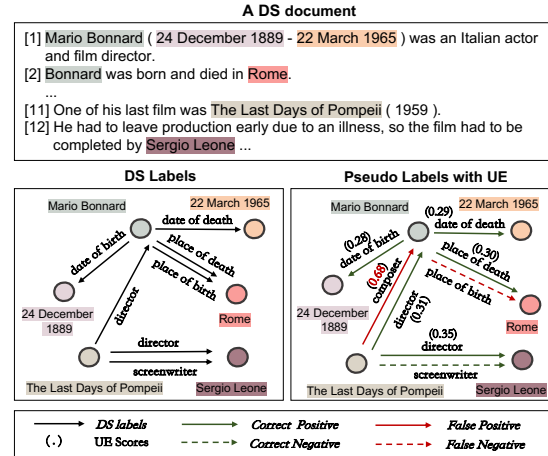 A DS document
[1] Mario Bonnard ( 24 December 1889 - 22 March 1965 ) was an Italian actor
and film director.
[2] Bonnard was born and died in Rome.
...
[11] One of his last film was The Last Days of Pompeii ( 1959 ).
[12] He had to leave production early due to an illness, so the film had to be
completed by Sergio Leone ...
DS Labels
Mario Bonnard
22 March 1965
date of death
date of birth
place of death
place of birth
24 December
1889
Rome
director
director
screenwriter
The Last Days of Pompeii
Sergio Leone
Pseudo Labels with UE
Mario Bonnard
(0.29)
22 March 1965
date of death
(0.28)
date of birth
(0.30)
place of death
place of birth
(0.68)
composer
24 December
1889
Rome
director
(0.31)
(0.35)
director
screenwriter
The Last Days of Pompeii
Sergio Leone
DS labels
Correct Positive
False Positive
(.) UE Scores
Correct Negative
False Negative